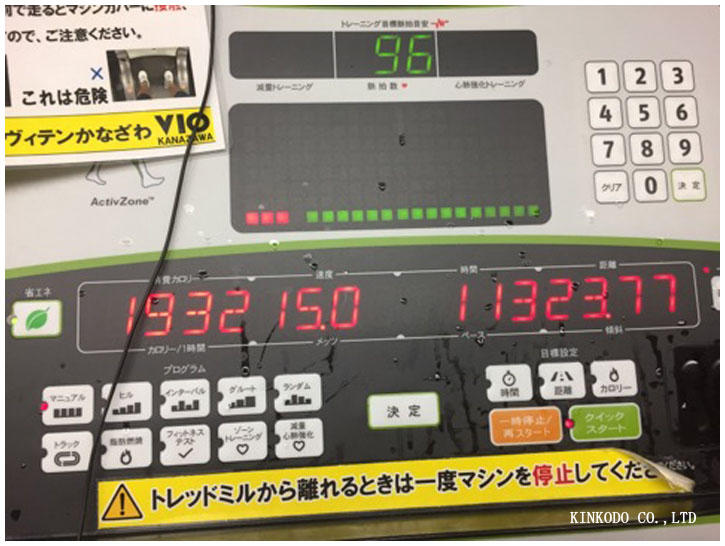 で走るとマシンカバーに接触、
すので、ご注意ください。
×
これは危険
ヴィテンかなざわ VIO
KANAZAWA
ActivZone™
トレーニング目標脈拍目安
96
減量トレーニング 脈拍数 ♥ 心肺強化トレーニング
1 2 3
4 5 6
7 8 9
クリア 0 決定
省エネ
消費カロリー 速度 時間 距離
193215.0 11323.77
カロリー/1時間 メッツ ペース 傾斜
プログラム
目標設定
マニュアル ヒル インターバル グルート ランダム
時間 距離 カロリー
決定
一時停止/
再スタート
クイック
スタート
トラック 脂肪燃焼 フィットネス
テスト
ゾーン
トレーニング
減量
心肺強化
トレッドミルから離れるときは一度マシンを停止してくだ
ください。
KINKODO CO.,LTD